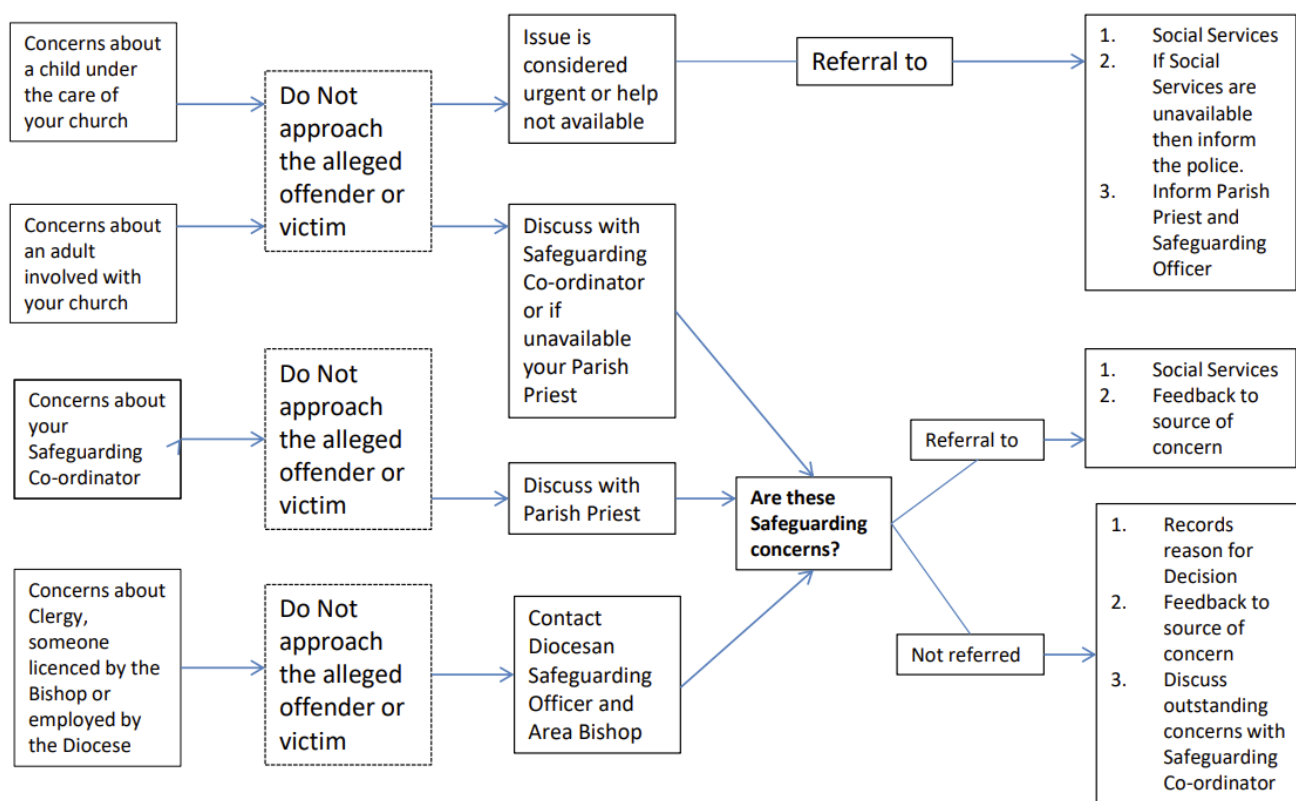 Concerns about
a child under
the care of
your church
Do Not
approach
the alleged
offender or
victim
Issue is
considered
urgent or help
not available
Referral to
1. Social Services
2. If Social
Services are
unavailable
then inform
the police.
3. Inform Parish
Priest and
Safeguarding
Officer
Concerns about
an adult
involved with
your church
Discuss with
Safeguarding
Co-ordinator
or if
unavailable
your Parish
Priest
Concerns about
your
Safeguarding
Co-ordinator
Do Not
approach
the alleged
offender or
victim
Discuss with
Parish Priest
Are these
Safeguarding
concerns?
Referral to
1. Social Services
2. Feedback to
source of
concern
Concerns about
Clergy,
someone
licenced by the
Bishop or
employed by
the Diocese
Do Not
approach
the alleged
offender or
victim
Contact
Diocesan
Safeguarding
Officer and
Area Bishop
Not referred
1. Records
reason for
Decision
2. Feedback to
source of
concern
3. Discuss
outstanding
concerns with
Safeguarding
Co-ordinator